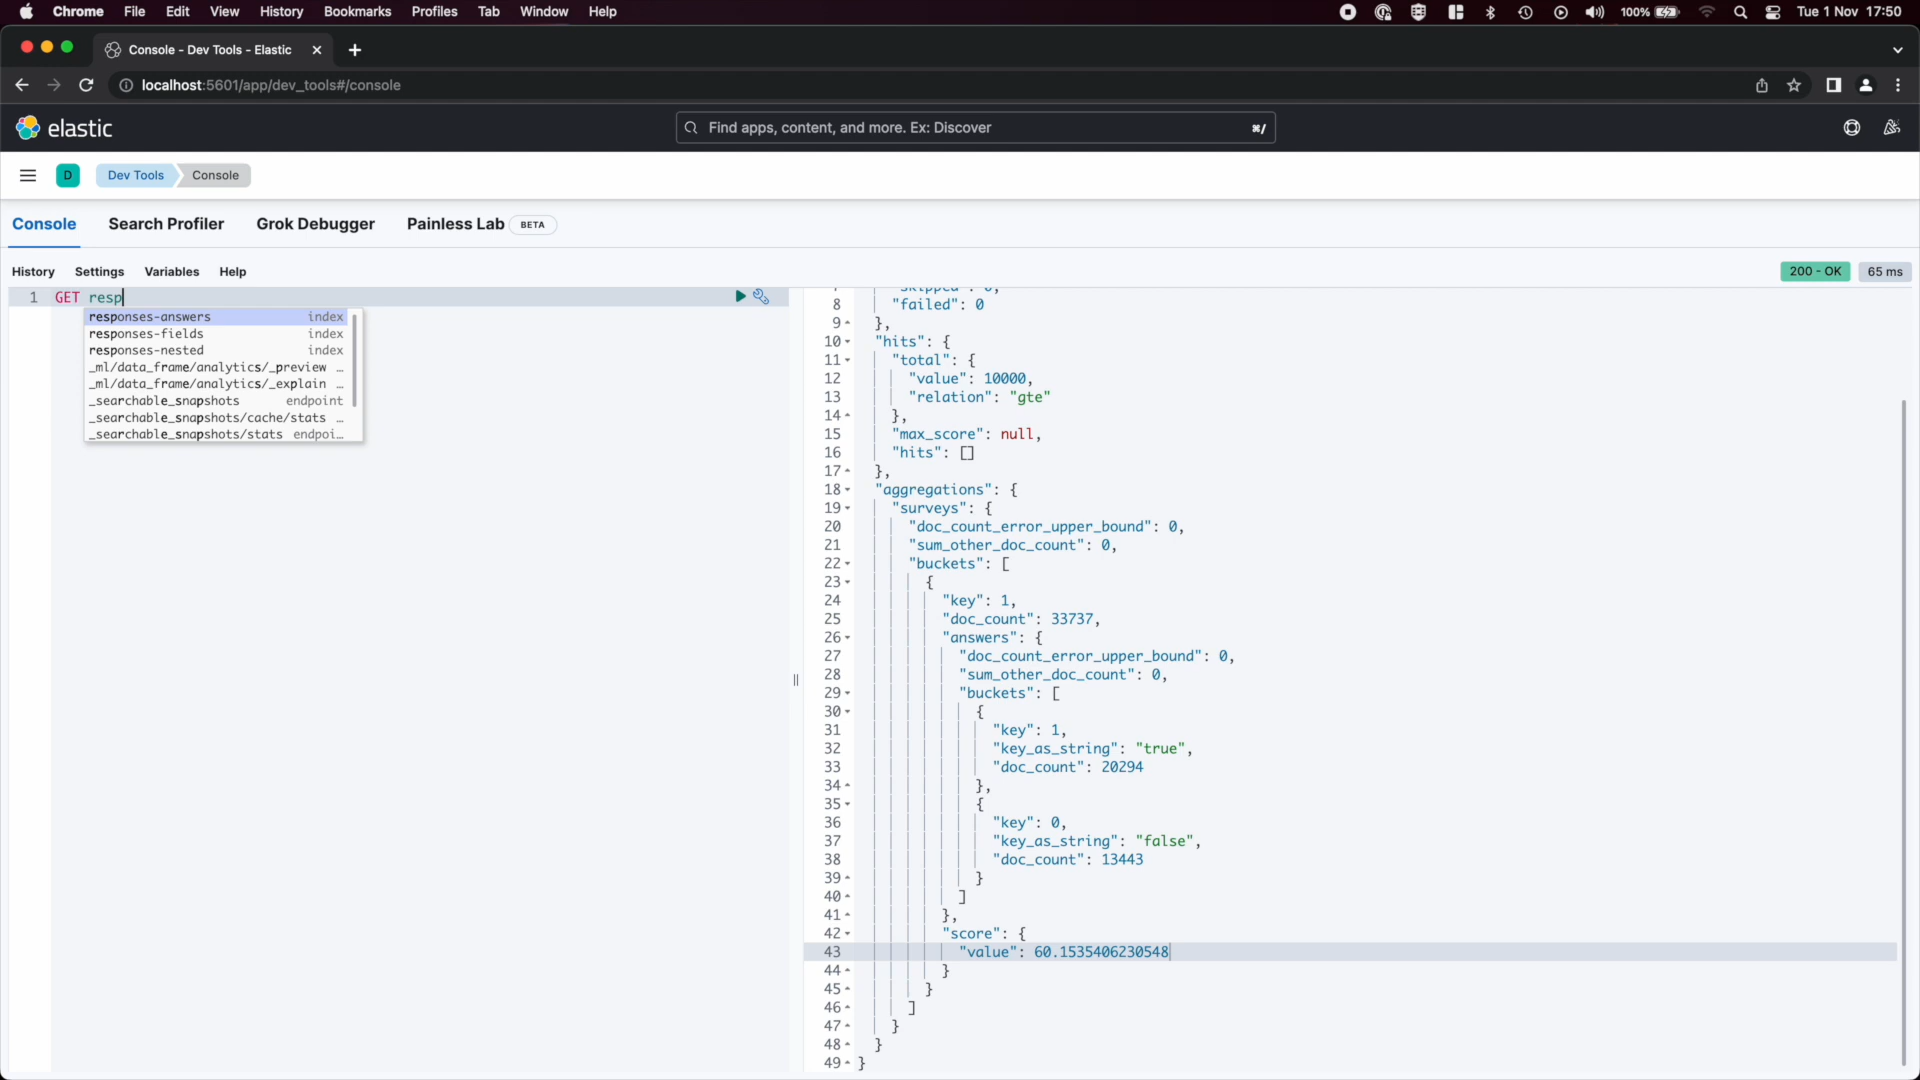 Chrome File Edit View History Bookmarks Profiles Tab Window Help 100% Tue 1 Nov 17:50
Console - Dev Tools - Elastic
localhost:5601/app/dev_tools#/console
elastic Find apps, content, and more. Ex: Discover ⌘/
D Dev Tools Console
Console Search Profiler Grok Debugger Painless Lab BETA
History Settings Variables Help 200 - OK 65 ms
1 GET resp
responses-answers index
responses-fields index
responses-nested index
_ml/data_frame/analytics/_preview …
_ml/data_frame/analytics/_explain …
_searchable_snapshots endpoint
_searchable_snapshots/cache/stats …
_searchable_snapshots/stats endpoi…
8 "failed": 0
9 },
10 "hits": {
11 "total": {
12 "value": 10000,
13 "relation": "gte"
14 },
15 "max_score": null,
16 "hits": []
17 },
18 "aggregations": {
19 "surveys": {
20 "doc_count_error_upper_bound": 0,
21 "sum_other_doc_count": 0,
22 "buckets": [
23 {
24 "key": 1,
25 "doc_count": 33737,
26 "answers": {
27 "doc_count_error_upper_bound": 0,
28 "sum_other_doc_count": 0,
29 "buckets": [
30 {
31 "key": 1,
32 "key_as_string": "true",
33 "doc_count": 20294
34 },
35 {
36 "key": 0,
37 "key_as_string": "false",
38 "doc_count": 13443
39 }
40 ]
41 },
42 "score": {
43 "value": 60.1535406230548
44 }
45 }
46 ]
47 }
48 }
49 }